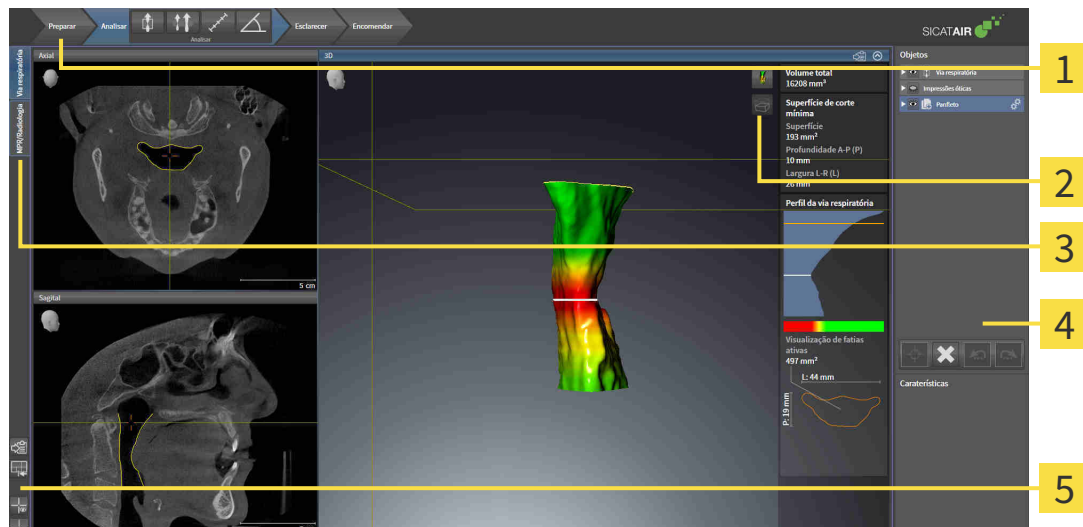 Preparar
Analisar
Analisar
Esclarecer
Encomendar
SICATAIR
1
Via respiratória
MPR/Radiologia
Axial
5 cm
Sagital
3D
Volume total
16208 mm³
Superfície de corte
mínima
Superfície
193 mm²
Profundidade A-P (P)
10 mm
Largura L-R (L)
26 mm
Perfil da via respiratória
Visualização de fatias
ativas
497 mm²
L: 44 mm
P: 19 mm
Objetos
Via respiratória
Impressões óticas
Panfleto
2
3
4
Caraterísticas
5